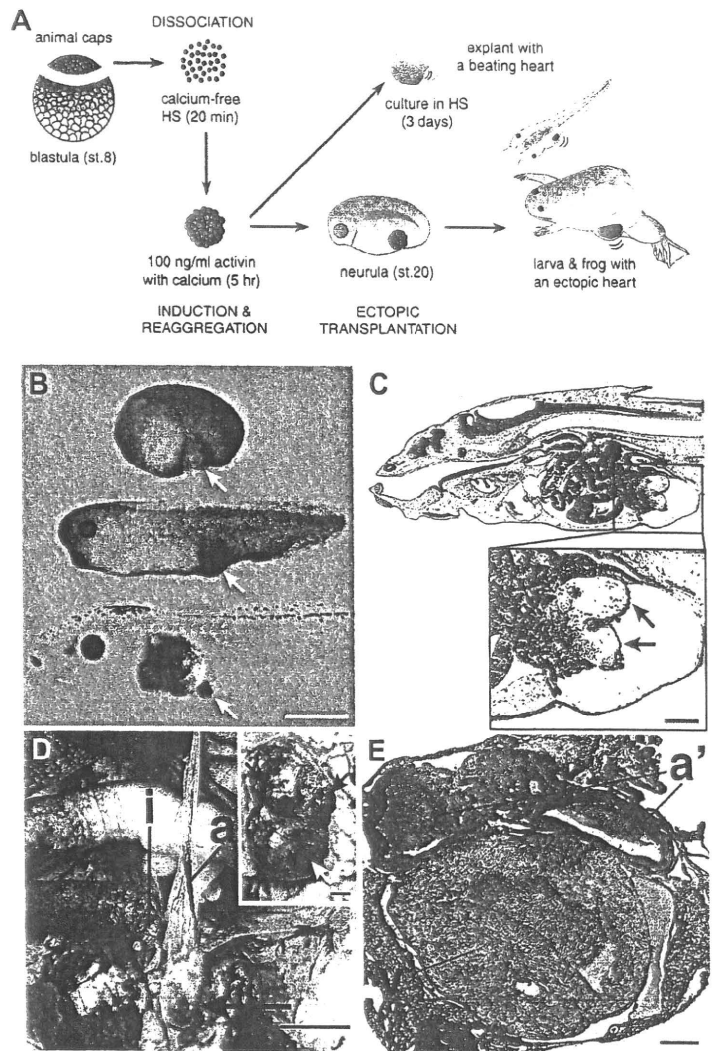 A
DISSOCIATION
animal caps
calcium-free
HS (20 min)
blastula (st.8)
explant with
a beating heart
culture in HS
(3 days)
100 ng/ml activin
with calcium (5 hr)
neurula (st.20)
larva & frog with
an ectopic heart
INDUCTION &
REAGGREGATION
ECTOPIC
TRANSPLANTATION
B
C
D
i
a
E
a'